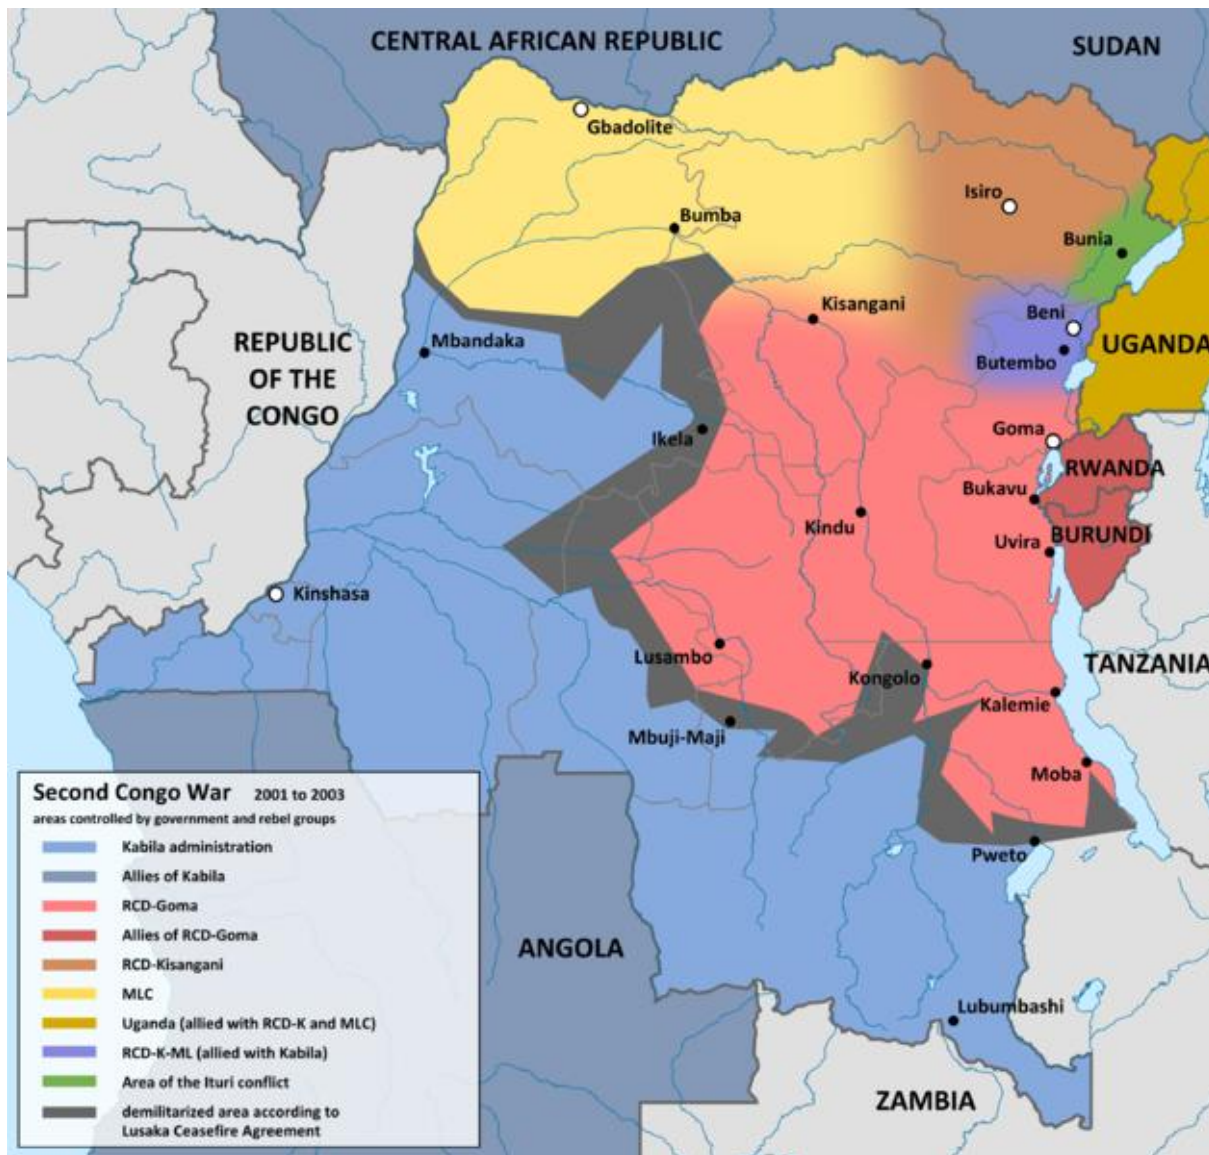 CENTRAL AFRICAN REPUBLIC
SUDAN
Gbadolite
Isiro
Bumba
Bunia
Kisangani
Beni
REPUBLIC
OF THE
CONGO
Mbandaka
UGANDA
Butembo
Goma
Ikela
RWANDA
Bukavu
Kindu
BURUNDI
Uvira
Kinshasa
Lusambo
TANZANIA
Kongolo
Kalemie
Mbuji-Maji
Moba
Second Congo War 2001 to 2003
areas controlled by government and rebel groups
Kabila administration
Allies of Kabila
RCD-Goma
Allies of RCD-Goma
RCD-Kisangani
MLC
Uganda (allied with RCD-K and MLC)
RCD-K-ML (allied with Kabila)
Area of the Ituri conflict
demilitarized area according to
Lusaka Ceasefire Agreement
Pweto
ANGOLA
Lubumbashi
ZAMBIA